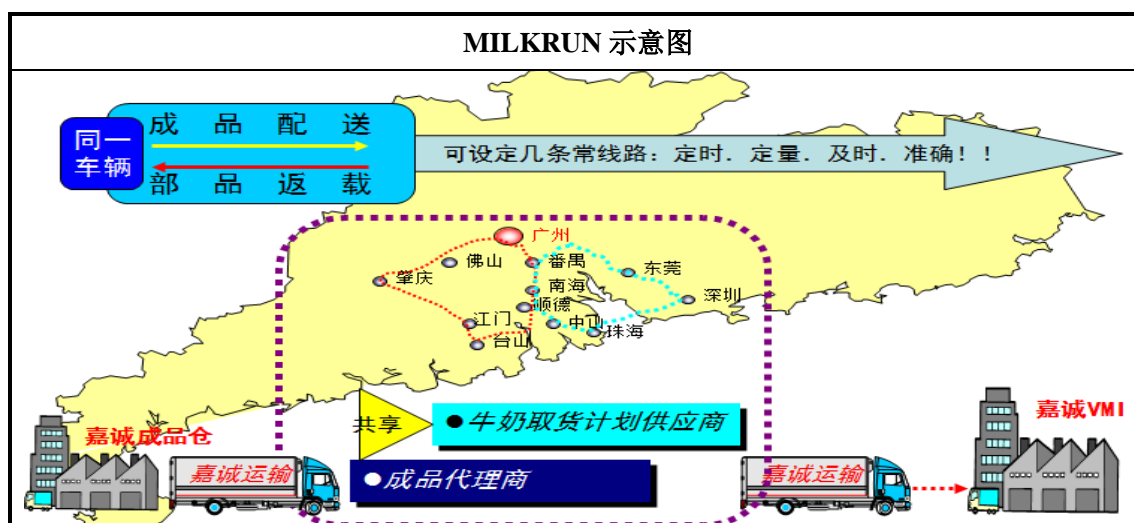 MILKRUN 示意图
同一
车辆
成 品 配 送
部 品 返 载
可设定几条常线路：定时．定量．及时．准确！！
广州
佛山
番禺
东莞
肇庆
南海
深圳
顺德
江门
中山
珠海
台山
共享
●牛奶取货计划供应商
●成品代理商
嘉诚成品仓
嘉诚运输
嘉诚运输
嘉诚VMI